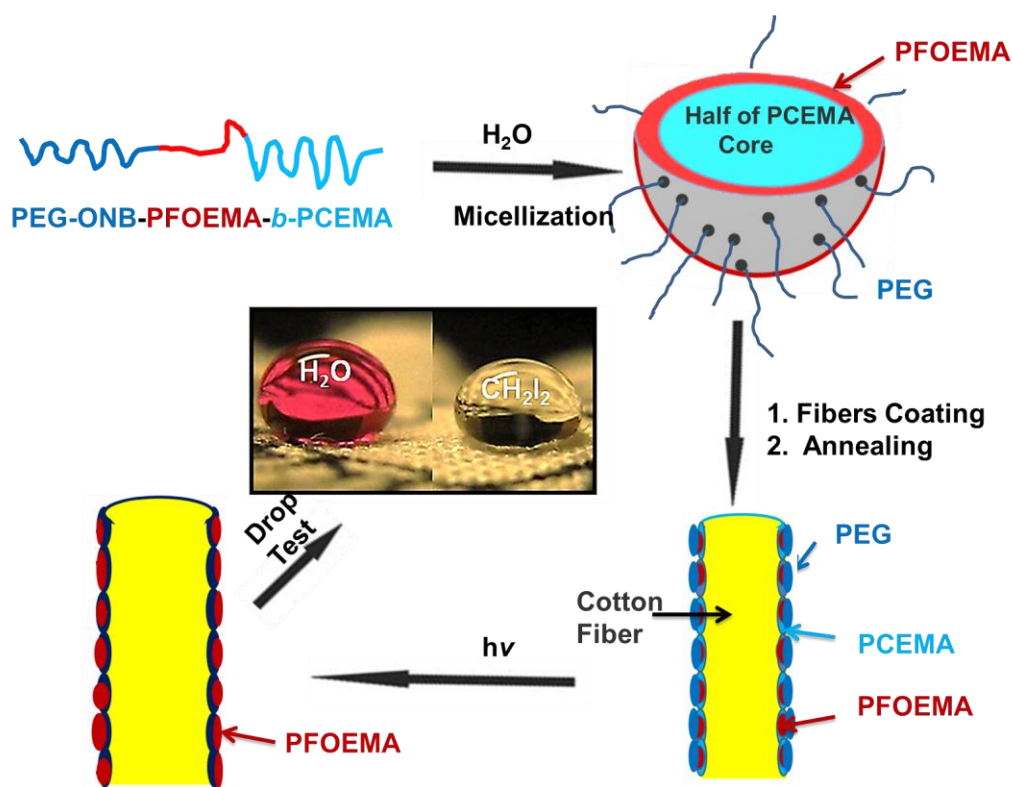 PFOEMA
Half of PCEMA
Core
H₂O
Micellization
PEG-ONB-PFOEMA-b-PCEMA
PEG
H₂O
CH₂I₂
1. Fibers Coating
2. Annealing
Drop
Test
PEG
Cotton
Fiber
PCEMA
hv
PFOEMA
PFOEMA